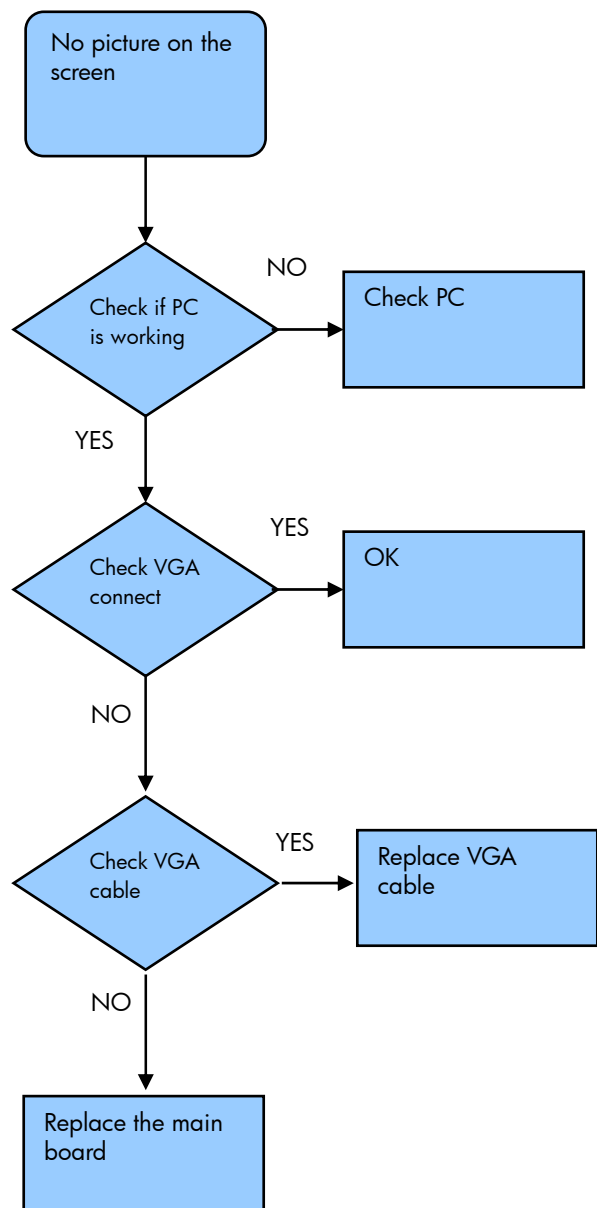 No picture on the
screen
Check if PC
is working
NO
Check PC
YES
Check VGA
connect
YES
OK
NO
Check VGA
cable
YES
Replace VGA
cable
NO
Replace the main
board